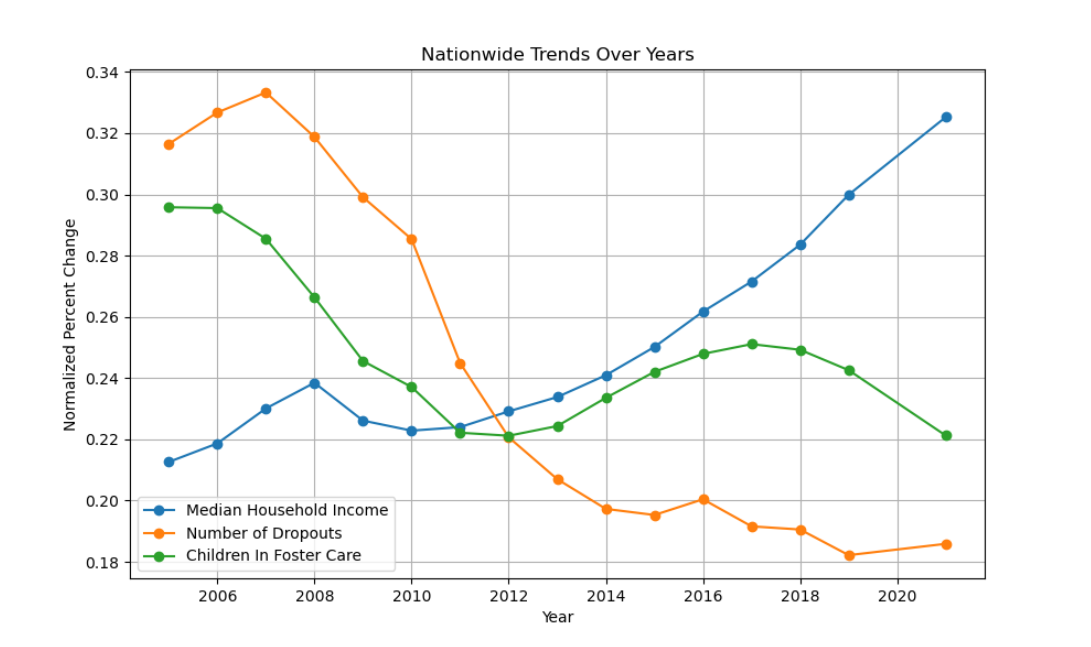 Nationwide Trends Over Years
Normalized Percent Change
0.34
0.32
0.30
0.28
0.26
0.24
0.22
0.20
0.18
Median Household Income
Number of Dropouts
Children In Foster Care
2006 2008 2010 2012 2014 2016 2018 2020
Year